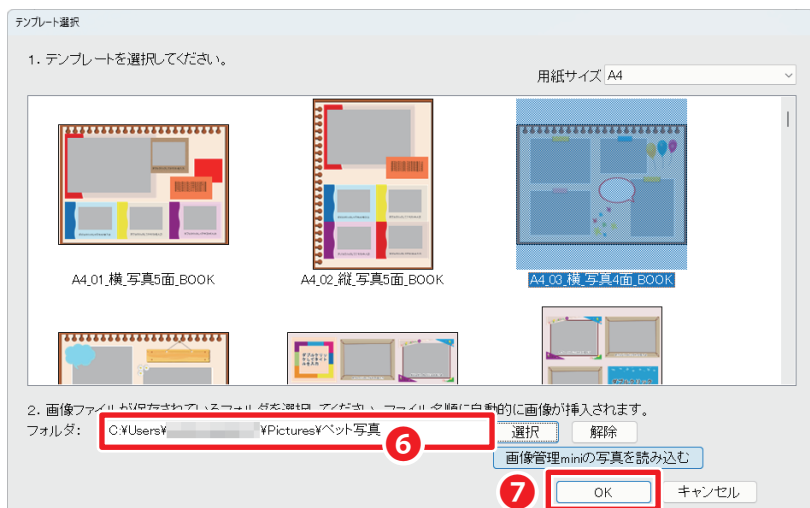 テンプレート選択
1. テンプレートを選択してください。
用紙サイズ A4
A4_01_横_写真5面_BOOK
A4_02_縦_写真5面_BOOK
A4_03_横_写真4面_BOOK
2. 画像ファイルが保存されているフォルダを選択してください。ファイル名順に自動的に画像が挿入されます。
フォルダ: C:¥Users¥ ¥Pictures¥ペット写真 選択 解除
6
画像管理miniの写真を読み込む
7 OK キャンセル